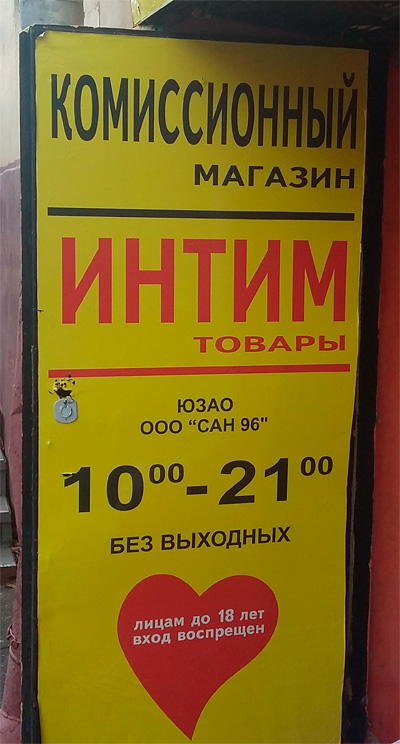 КОМИССИОННЫЙ
МАГАЗИН
ИНТИМ
ТОВАРЫ
ЮЗАО
ООО “САН 96"
10⁰⁰-21⁰⁰
БЕЗ ВЫХОДНЫХ
лицам до 18 лет
вход воспрещен